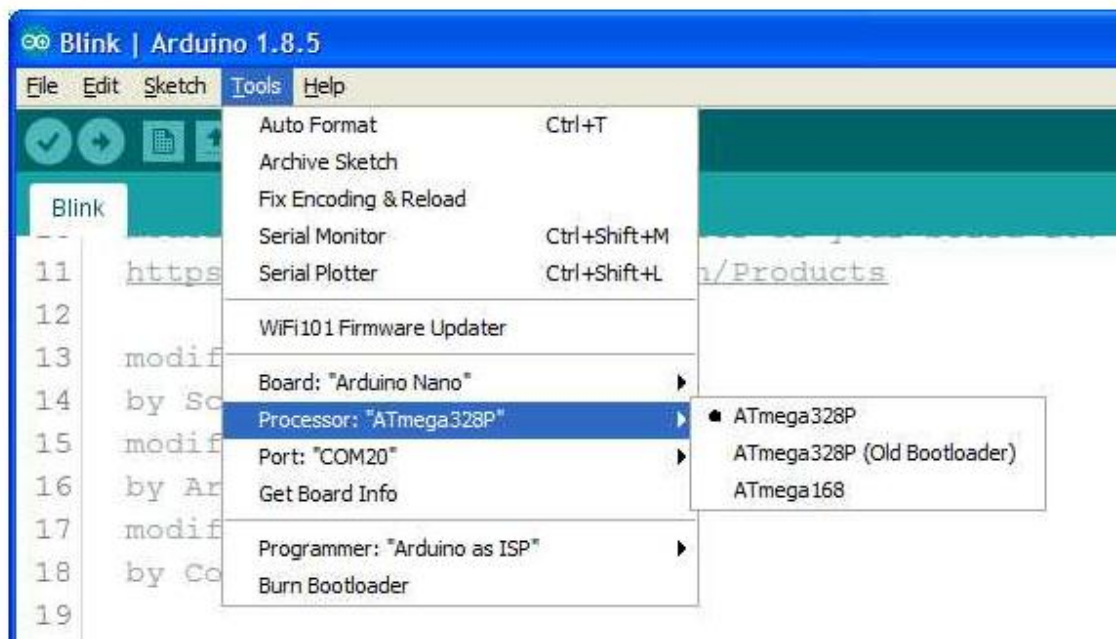 Blink | Arduino 1.8.5
File Edit Sketch Tools Help
Auto Format Ctrl+T
Archive Sketch
Fix Encoding & Reload
Serial Monitor Ctrl+Shift+M
Serial Plotter Ctrl+Shift+L
WiFi101 Firmware Updater
Board: "Arduino Nano"
Processor: "ATmega328P"
Port: "COM20"
Get Board Info
Programmer: "Arduino as ISP"
Burn Bootloader
ATmega328P
ATmega328P (Old Bootloader)
ATmega168
Blink
11 https n/Products
12
13 modif
14 by Sc
15 modif
16 by Ar
17 modif
18 by Co
19